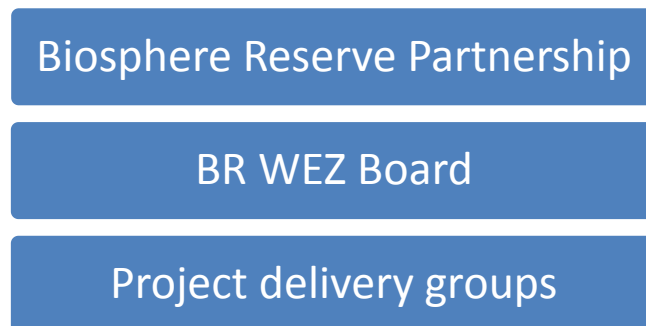 Biosphere Reserve Partnership
BR WEZ Board
Project delivery groups